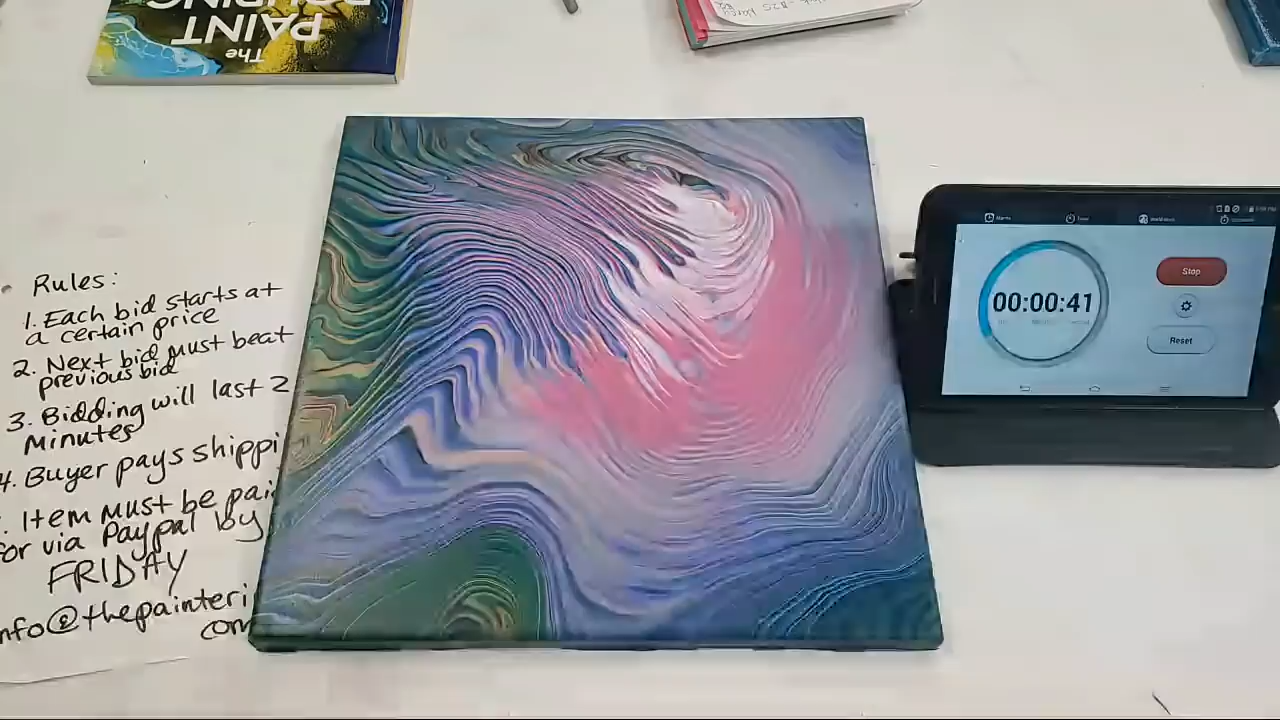 The
PAINT
POURING
Rules:
1. Each bid starts at
a certain price
2. Next bid must beat
previous bid
3. Bidding will last 2
Minutes
4. Buyer pays shippi
. Item must be pai
for via Paypal by
FRIDAY
nfo@thepainteri
com
00:00:41
Stop
Reset